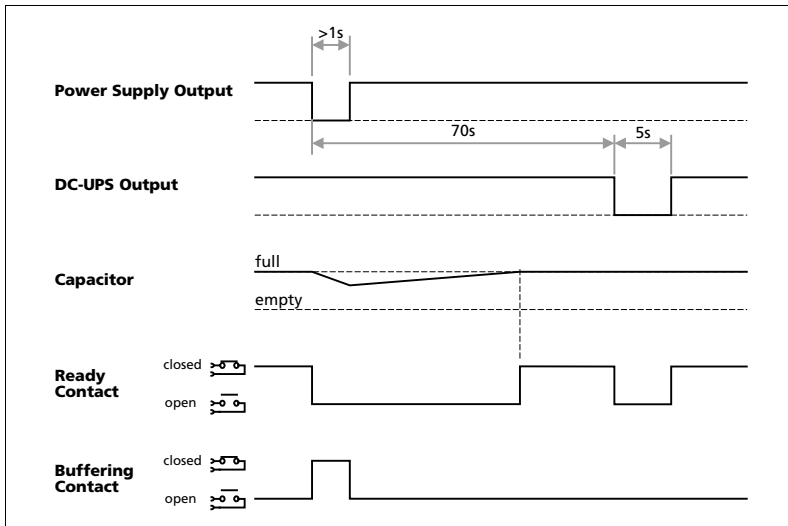 >1s
Power Supply Output
70s
5s
DC-UPS Output
full
Capacitor
empty
closed
Ready
Contact
open
closed
Buffering
Contact
open